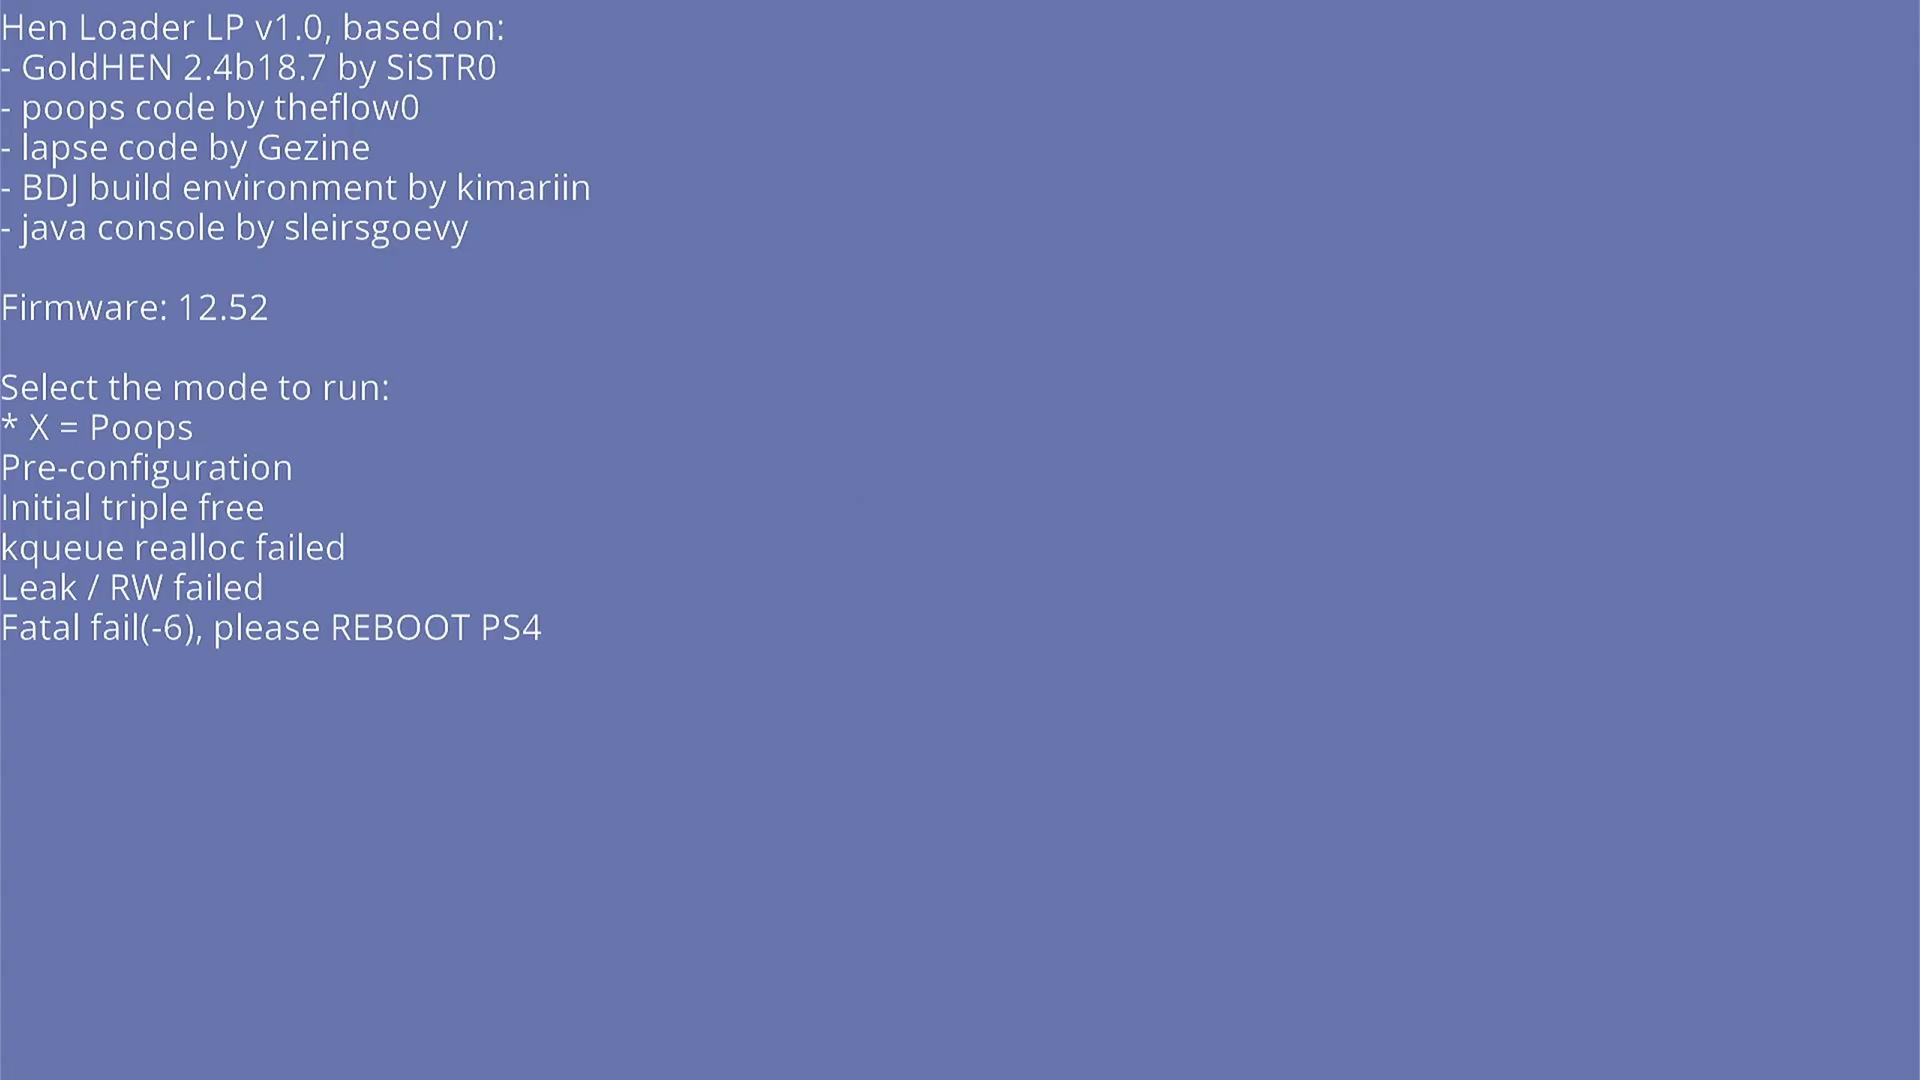 Hen Loader LP v1.0, based on:
- GoldHEN 2.4b18.7 by SiSTR0
- poops code by theflow0
- lapse code by Gezine
- BDJ build environment by kimariin
- java console by sleirsgoevy
Firmware: 12.52
Select the mode to run:
* X = Poops
Pre-configuration
Initial triple free
kqueue realloc failed
Leak / RW failed
Fatal fail(-6), please REBOOT PS4